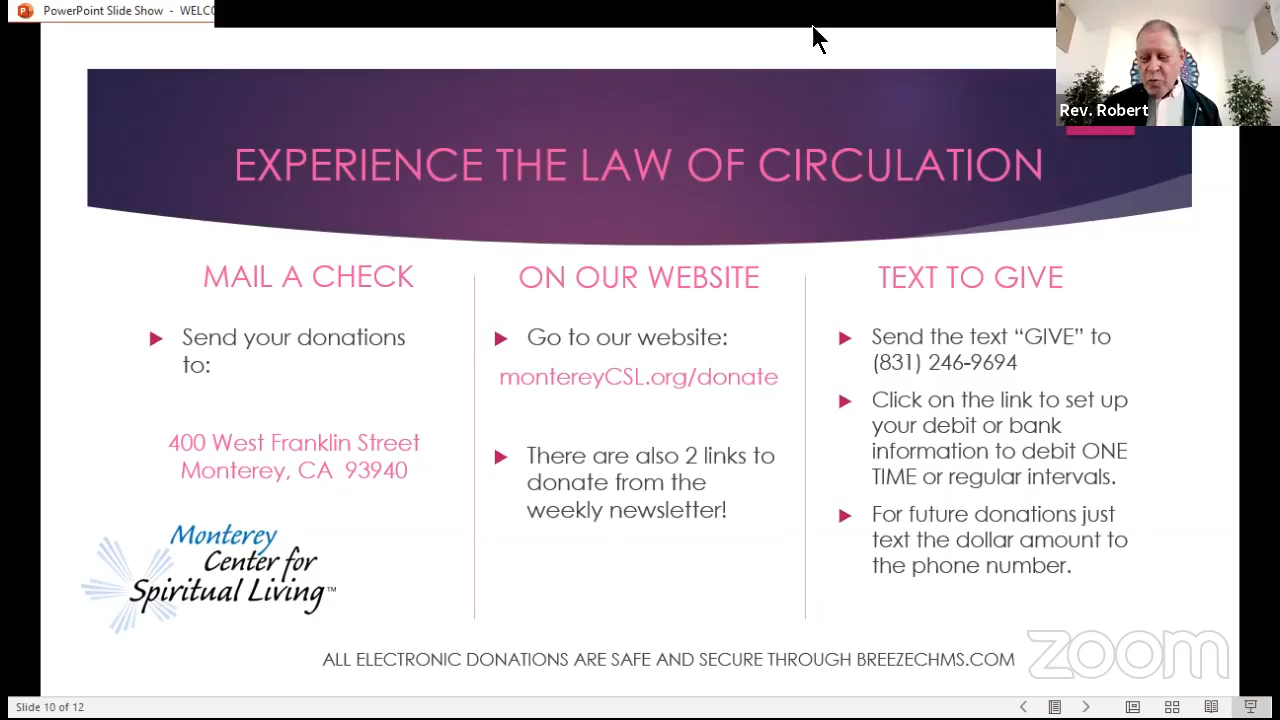 PowerPoint Slide Show - WELCO
Rev. Robert
EXPERIENCE THE LAW OF CIRCULATION
MAIL A CHECK
Send your donations
to:
400 West Franklin Street
Monterey, CA 93940
Monterey
Center for
Spiritual Living™
ON OUR WEBSITE
Go to our website:
montereyCSL.org/donate
There are also 2 links to
donate from the
weekly newsletter!
TEXT TO GIVE
Send the text “GIVE” to
(831) 246-9694
Click on the link to set up
your debit or bank
information to debit ONE
TIME or regular intervals.
For future donations just
text the dollar amount to
the phone number.
ALL ELECTRONIC DONATIONS ARE SAFE AND SECURE THROUGH BREEZECHMS.COM
zoom
Slide 10 of 12